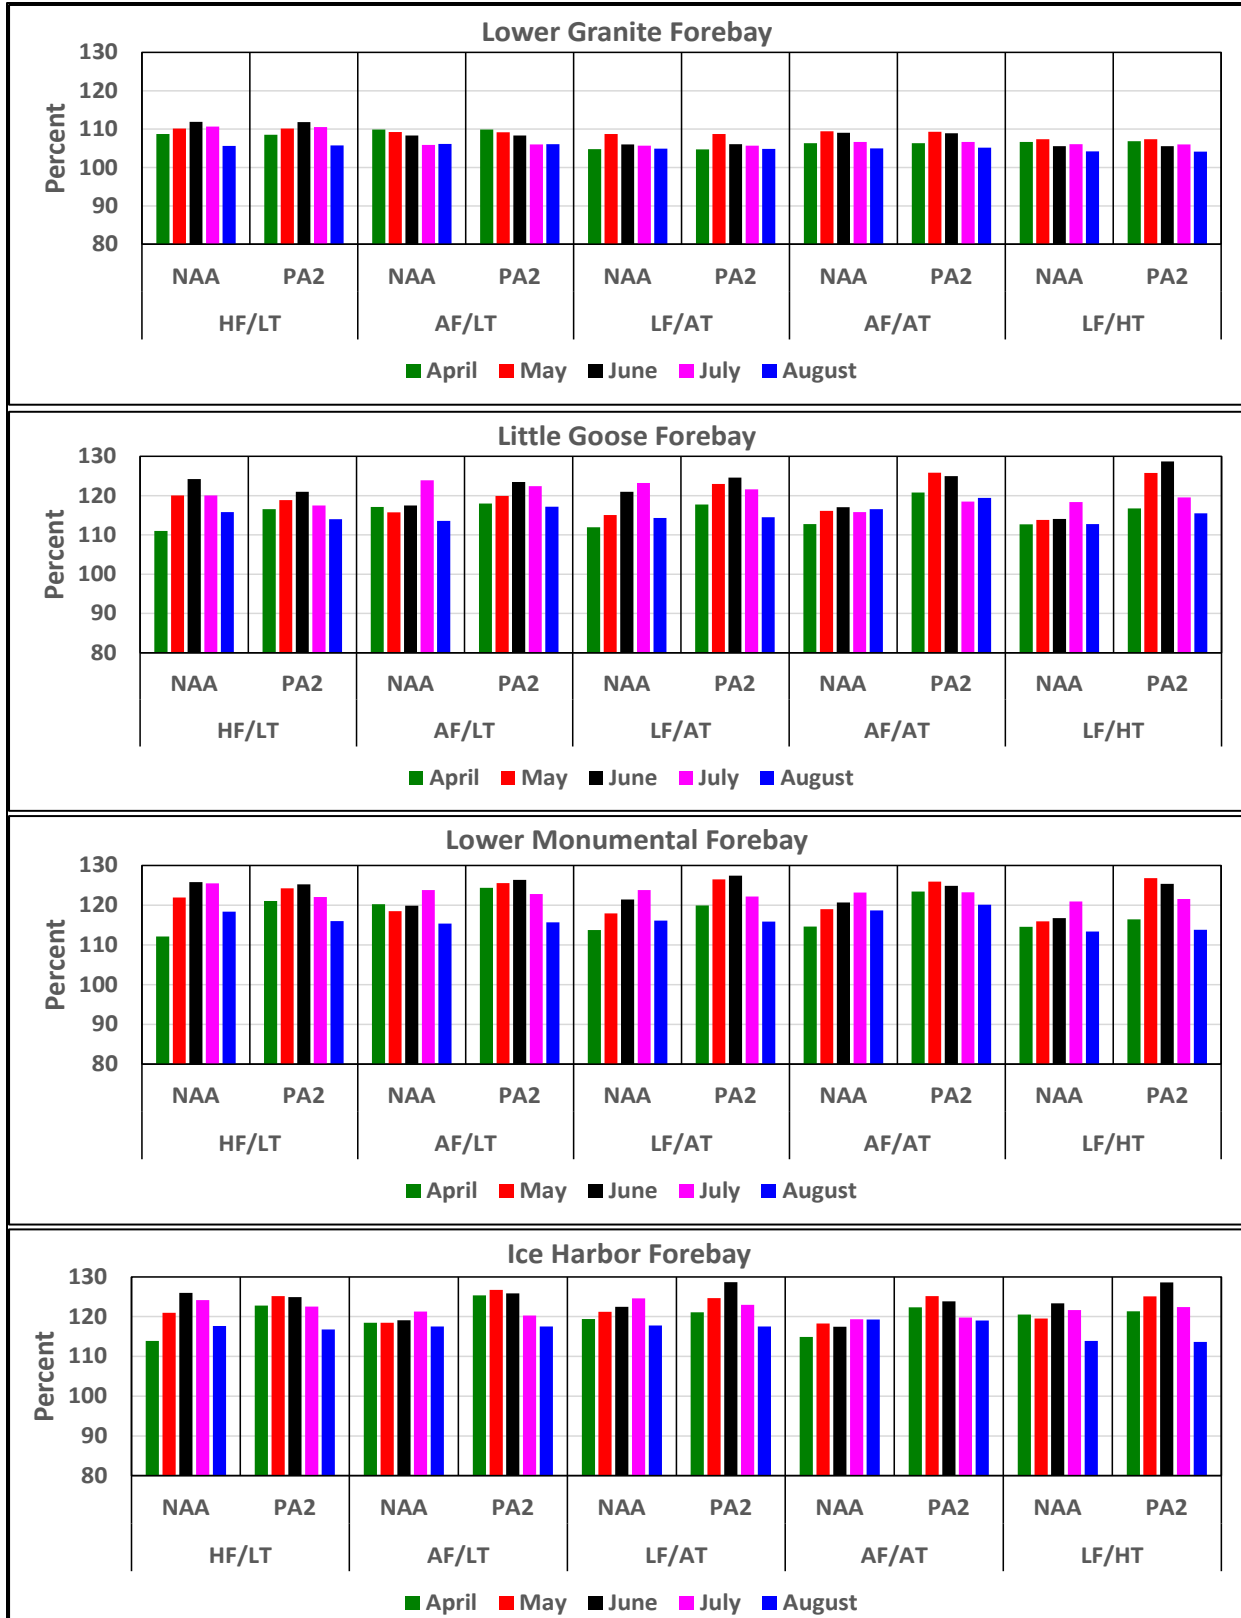 Lower Granite Forebay
130
120
110
100
90
80
Percent
NAA PA2 NAA PA2 NAA PA2 NAA PA2 NAA PA2
HF/LT AF/LT LF/AT AF/AT LF/HT
April May June July August
Little Goose Forebay
130
120
110
100
90
80
Percent
NAA PA2 NAA PA2 NAA PA2 NAA PA2 NAA PA2
HF/LT AF/LT LF/AT AF/AT LF/HT
April May June July August
Lower Monumental Forebay
130
120
110
100
90
80
Percent
NAA PA2 NAA PA2 NAA PA2 NAA PA2 NAA PA2
HF/LT AF/LT LF/AT AF/AT LF/HT
April May June July August
Ice Harbor Forebay
130
120
110
100
90
80
Percent
NAA PA2 NAA PA2 NAA PA2 NAA PA2 NAA PA2
HF/LT AF/LT LF/AT AF/AT LF/HT
April May June July August